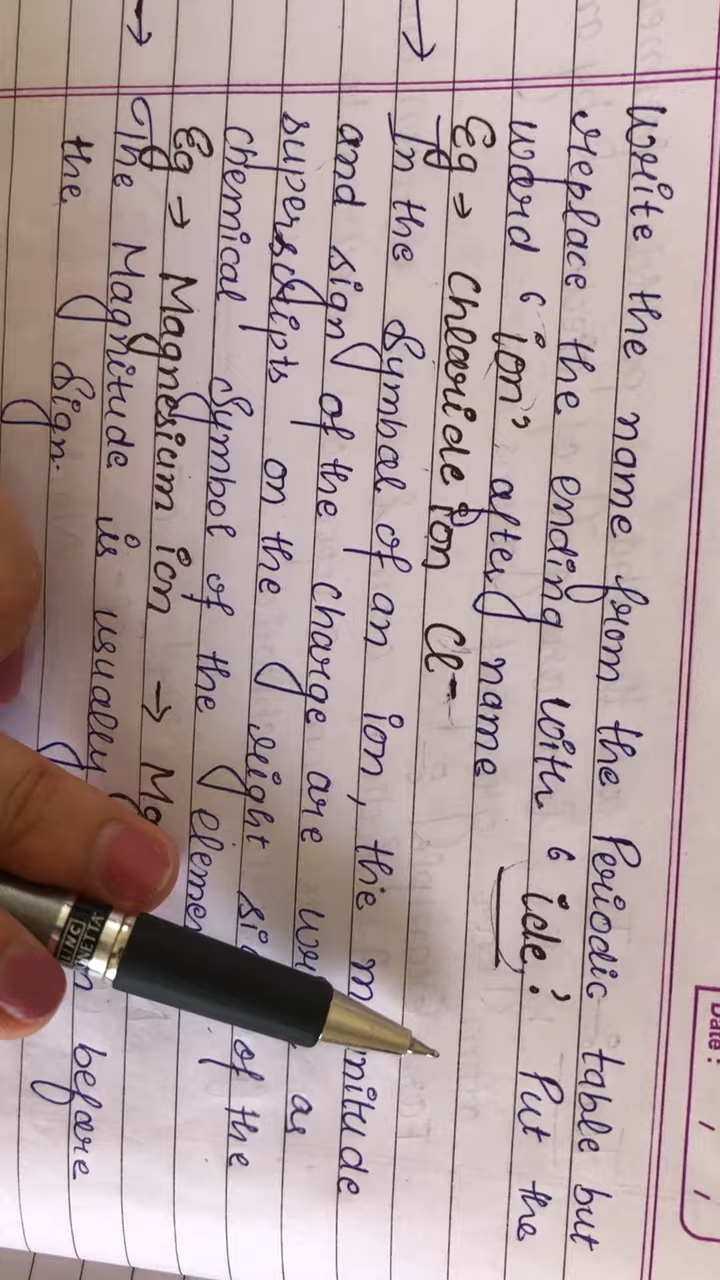 Date :
Write the name from the Periodic table but
replace the ending with 'ide.' Put the
word 'ion' after name
Eg → Chloride ion Cl-
→ In the symbol of an ion, the
and sign of the charge are as
superscripts on the right of the
chemical symbol of the
Eg → Magnesium ion →
→ The Magnitude is usually before
the sign.
LINC